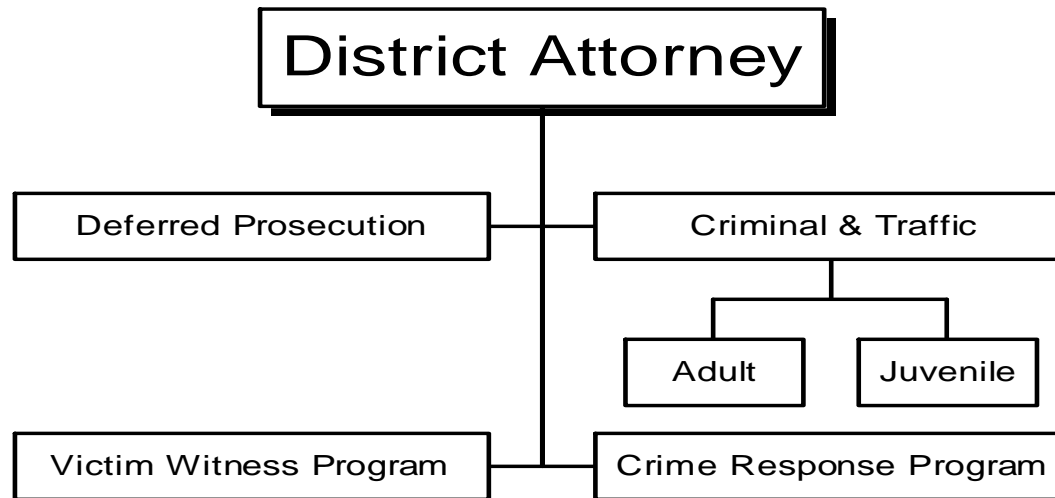 District Attorney
Deferred Prosecution
Criminal & Traffic
Adult
Juvenile
Victim Witness Program
Crime Response Program